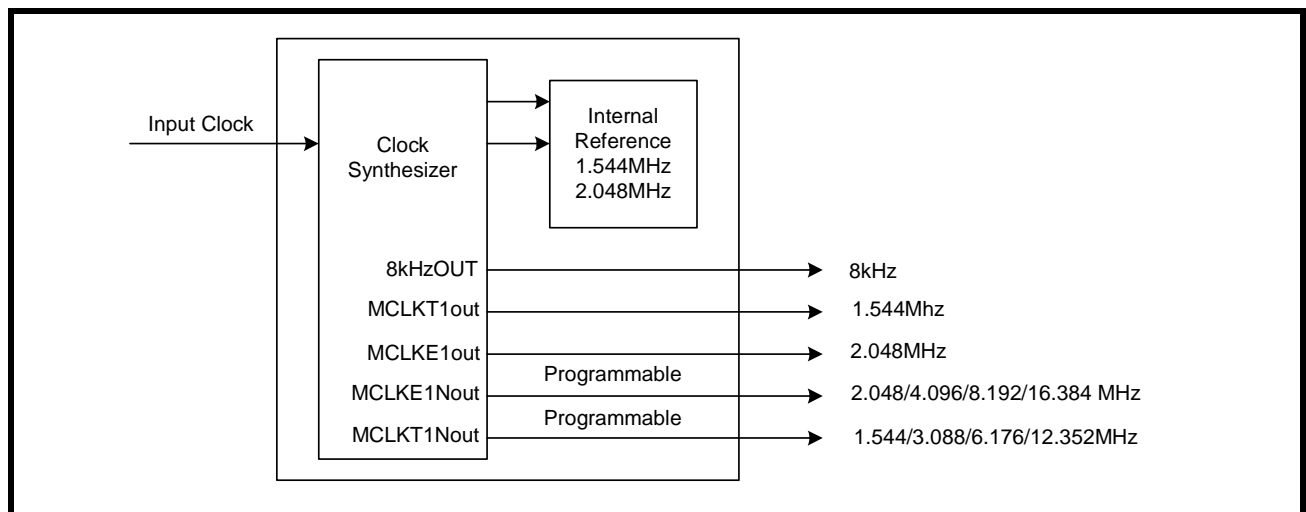 Input Clock
Clock
Synthesizer
Internal
Reference
1.544MHz
2.048MHz
8kHzOUT
8kHz
MCLKT1out
1.544Mhz
MCLKE1out
2.048MHz
Programmable
MCLKE1Nout
2.048/4.096/8.192/16.384 MHz
Programmable
MCLKT1Nout
1.544/3.088/6.176/12.352MHz